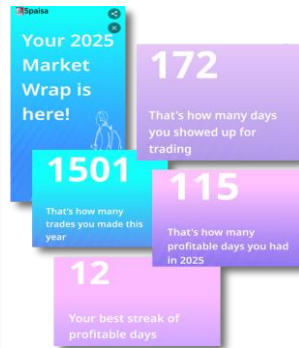 5paisa
Your 2025
Market
Wrap is
here!
172
That's how many days
you showed up for
trading
1501
That's how many
trades you made this
year
115
That's how many
profitable days you had
in 2025
12
Your best streak of
profitable days